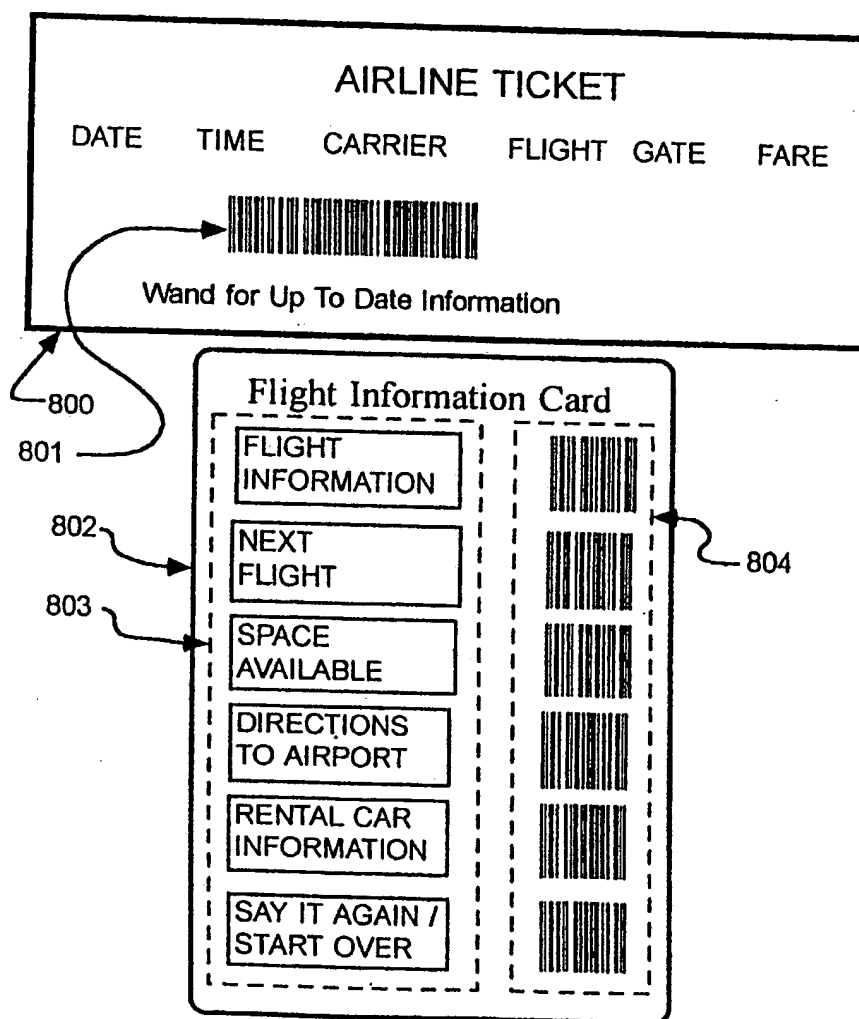 AIRLINE TICKET
DATE TIME CARRIER FLIGHT GATE FARE
Wand for Up To Date Information
800
801
Flight Information Card
FLIGHT
INFORMATION
802
NEXT
FLIGHT
804
803
SPACE
AVAILABLE
DIRECTIONS
TO AIRPORT
RENTAL CAR
INFORMATION
SAY IT AGAIN /
START OVER